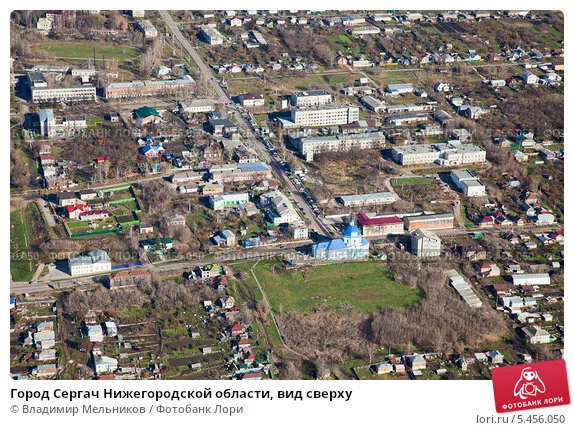 Город Сергач Нижегородской области, вид сверху
© Владимир Мельников / Фотобанк Лори
ФОТОБАНК ЛОРИ
lori.ru / 5.456.050